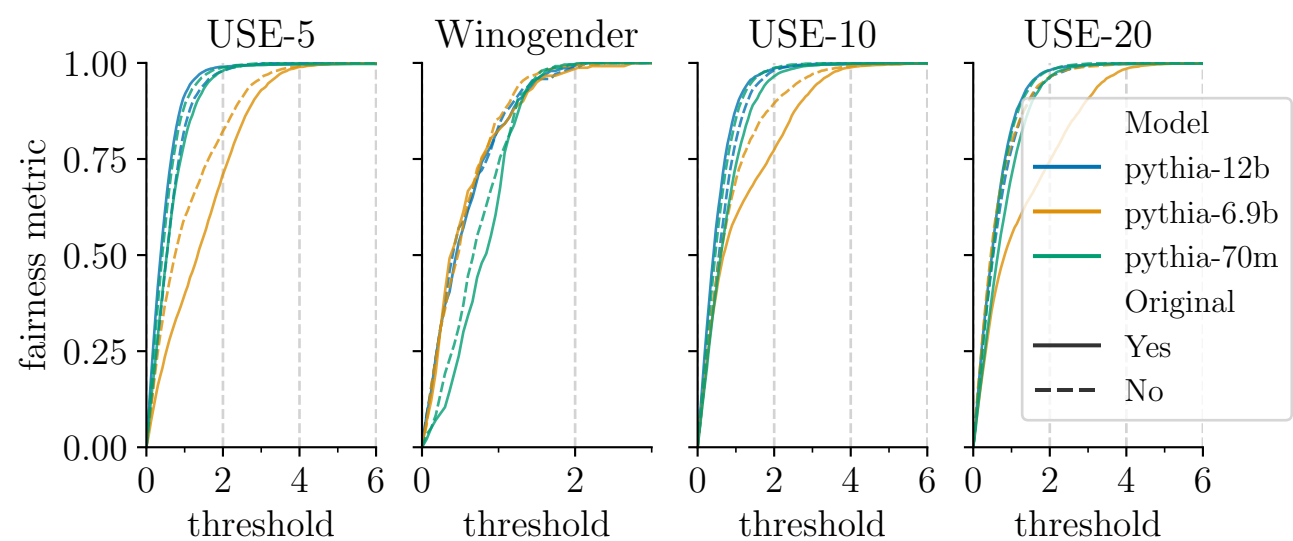 USE-5 Winogender USE-10 USE-20
1.00
0.75
0.50
0.25
0.00
fairness metric
Model
pythia-12b
pythia-6.9b
pythia-70m
Original
Yes
No
0 2 4 6 0 2 0 2 4 6 0 2 4 6
threshold threshold threshold threshold